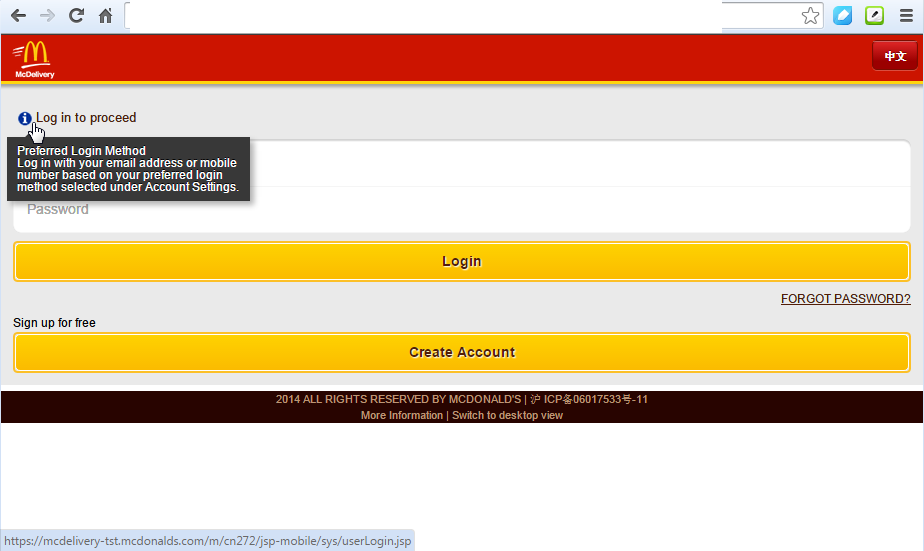 McDelivery
中文
Log in to proceed
Preferred Login Method
Log in with your email address or mobile
number based on your preferred login
method selected under Account Settings.
Password
Login
FORGOT PASSWORD?
Sign up for free
Create Account
2014 ALL RIGHTS RESERVED BY MCDONALD'S | 沪 ICP备06017533号-11
More Information | Switch to desktop view
https://mcdelivery-tst.mcdonalds.com/m/cn272/jsp-mobile/sys/userLogin.jsp